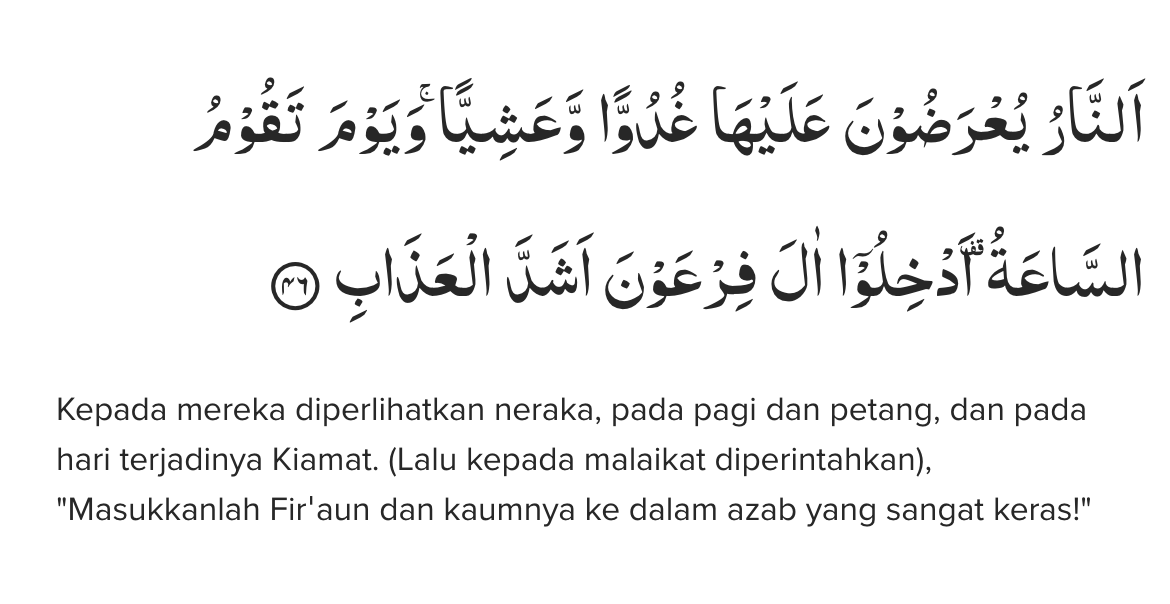 اَلنَّارُ يُعْرَضُوْنَ عَلَيْهَا غُدُوًّا وَّعَشِيًّا ۚوَيَوْمَ تَقُوْمُ
السَّاعَةُ ۗفَاَدْخِلُوْٓا اٰلَ فِرْعَوْنَ اَشَدَّ الْعَذَابِ ۝٤٦
Kepada mereka diperlihatkan neraka, pada pagi dan petang, dan pada
hari terjadinya Kiamat. (Lalu kepada malaikat diperintahkan),
"Masukkanlah Fir'aun dan kaumnya ke dalam azab yang sangat keras!"